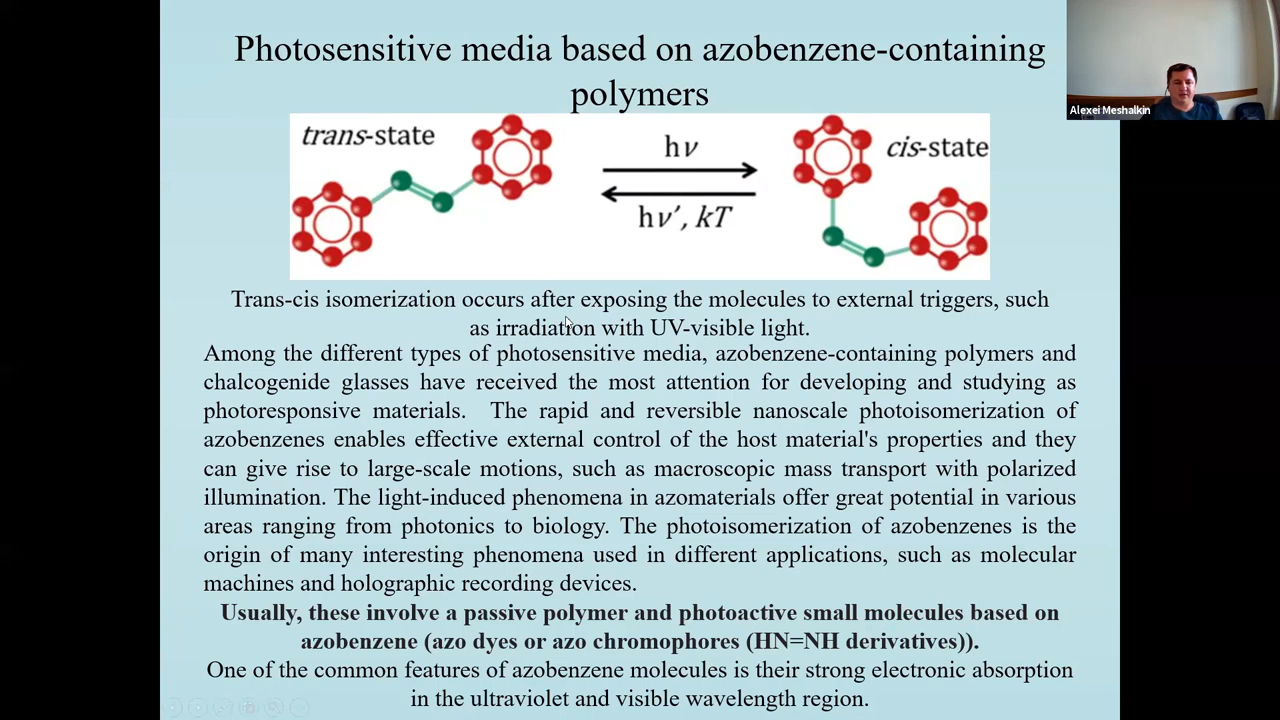 Photosensitive media based on azobenzene-containing
polymers
Alexei Meshalkin
trans-state
hν
cis-state
hν′, kT
Trans-cis isomerization occurs after exposing the molecules to external triggers, such
as irradiation with UV-visible light.
Among the different types of photosensitive media, azobenzene-containing polymers and
chalcogenide glasses have received the most attention for developing and studying as
photoresponsive materials. The rapid and reversible nanoscale photoisomerization of
azobenzenes enables effective external control of the host material's properties and they
can give rise to large-scale motions, such as macroscopic mass transport with polarized
illumination. The light-induced phenomena in azomaterials offer great potential in various
areas ranging from photonics to biology. The photoisomerization of azobenzenes is the
origin of many interesting phenomena used in different applications, such as molecular
machines and holographic recording devices.
Usually, these involve a passive polymer and photoactive small molecules based on
azobenzene (azo dyes or azo chromophores (HN=NH derivatives)).
One of the common features of azobenzene molecules is their strong electronic absorption
in the ultraviolet and visible wavelength region.